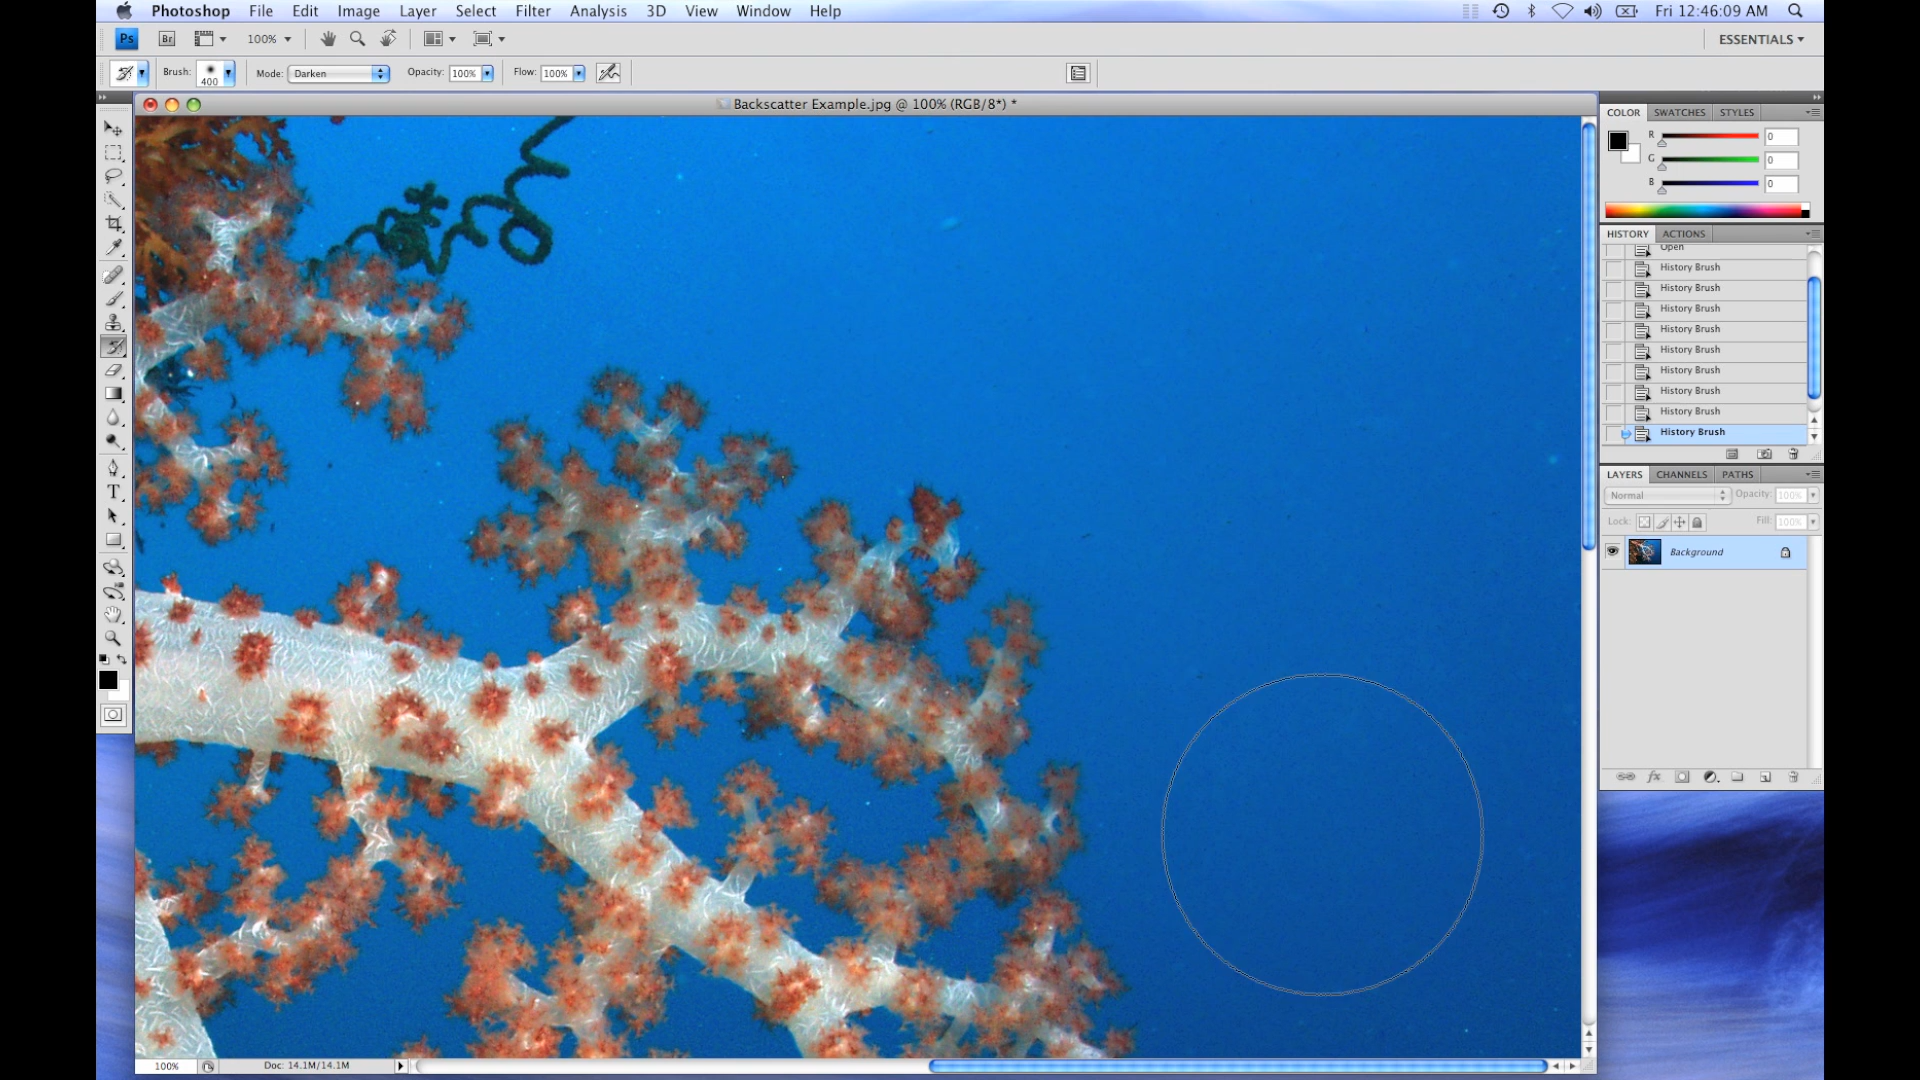 Photoshop File Edit Image Layer Select Filter Analysis 3D View Window Help Fri 12:46:09 AM
Ps Br 100% ESSENTIALS
Brush: 400 Mode: Darken Opacity: 100% Flow: 100%
Backscatter Example.jpg @ 100% (RGB/8*) *
COLOR SWATCHES STYLES
R 0
G 0
B 0
HISTORY ACTIONS
Open
History Brush
History Brush
History Brush
History Brush
History Brush
History Brush
History Brush
History Brush
History Brush
LAYERS CHANNELS PATHS
Normal Opacity: 100%
Lock: Fill: 100%
Background
T
fx
100% Doc: 14.1M/14.1M